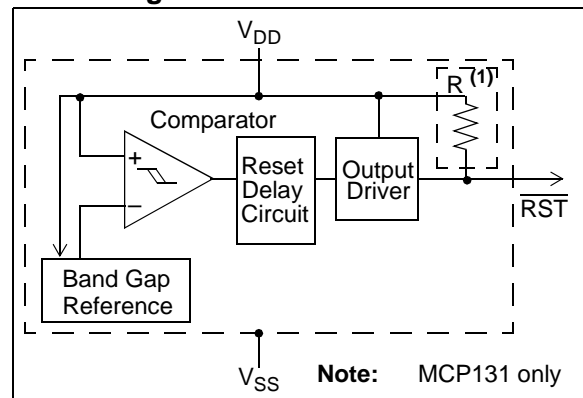 V_DD
R (1)
Comparator
+
−
Reset
Delay
Circuit
Output
Driver
RST
Band Gap
Reference
V_SS
Note: MCP131 only